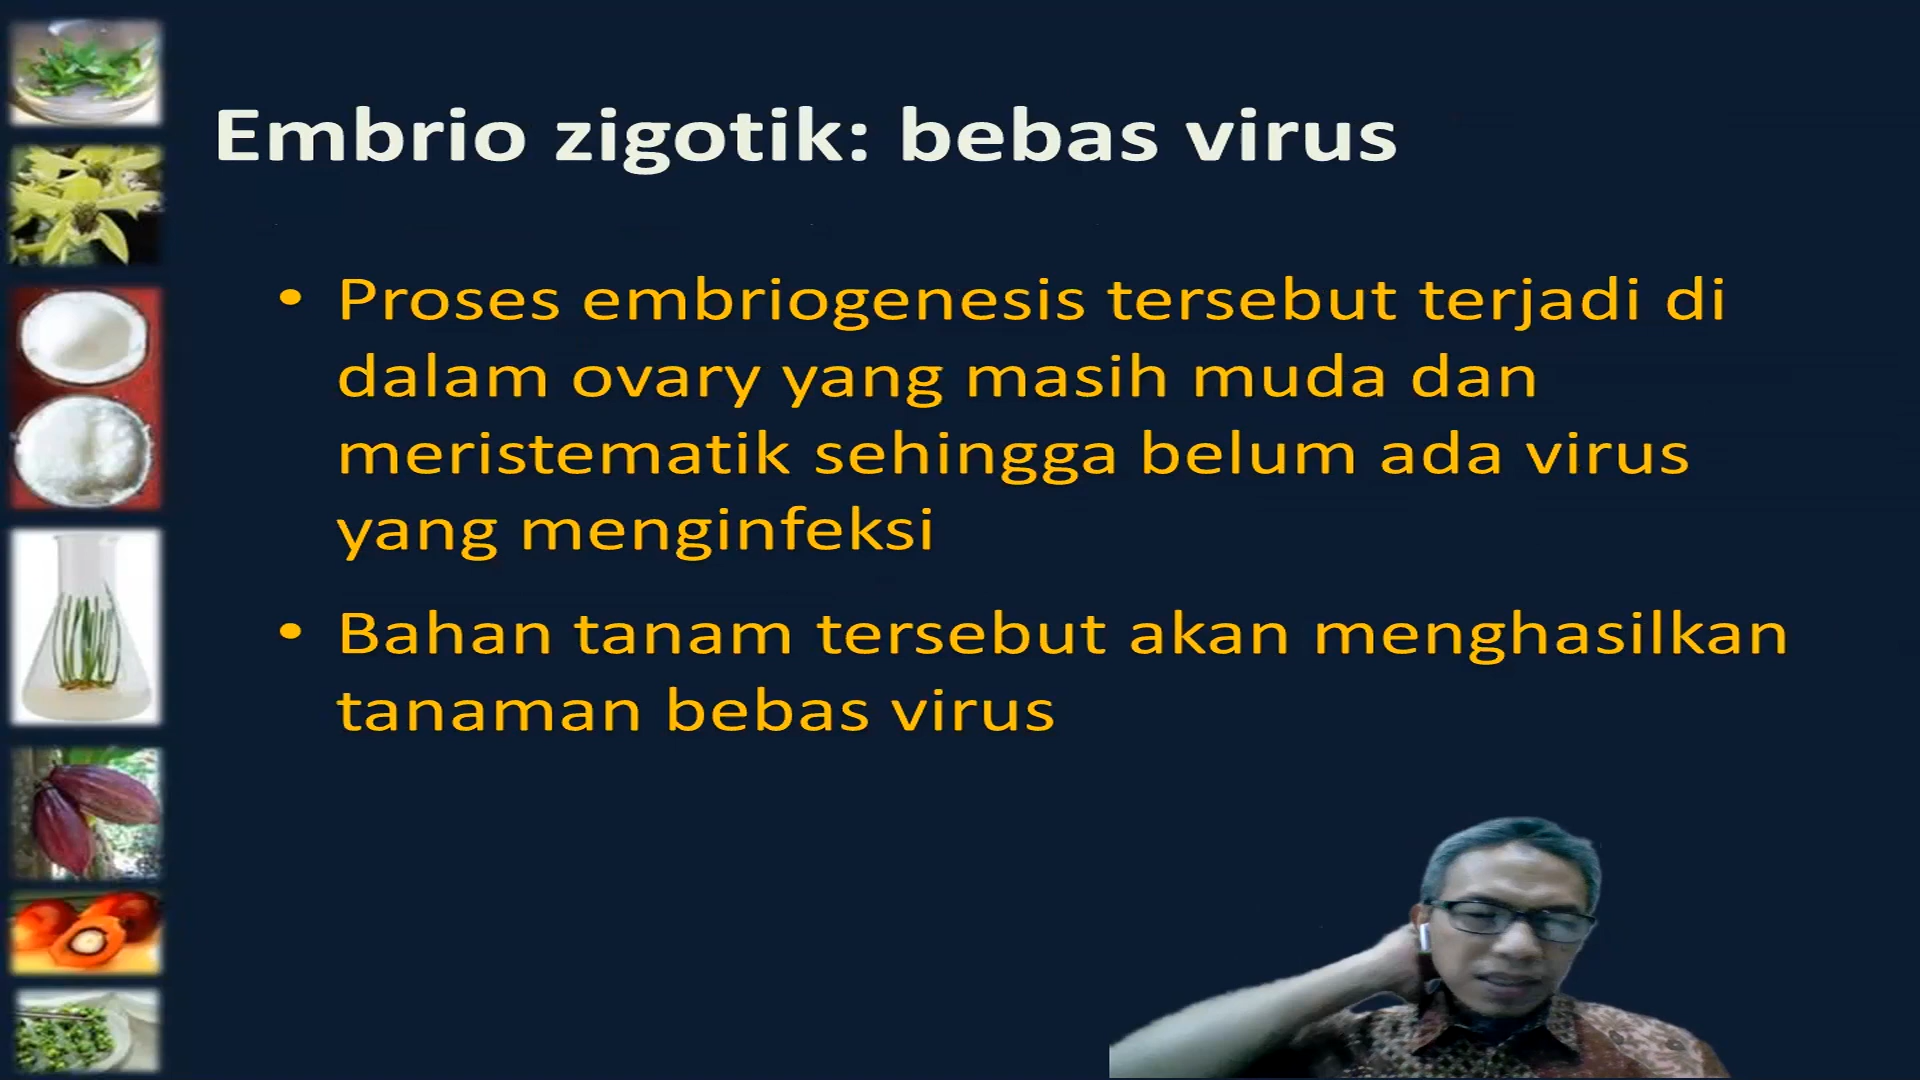 Embrio zigotik: bebas virus
• Proses embriogenesis tersebut terjadi di
dalam ovary yang masih muda dan
meristematik sehingga belum ada virus
yang menginfeksi
• Bahan tanam tersebut akan menghasilkan
tanaman bebas virus